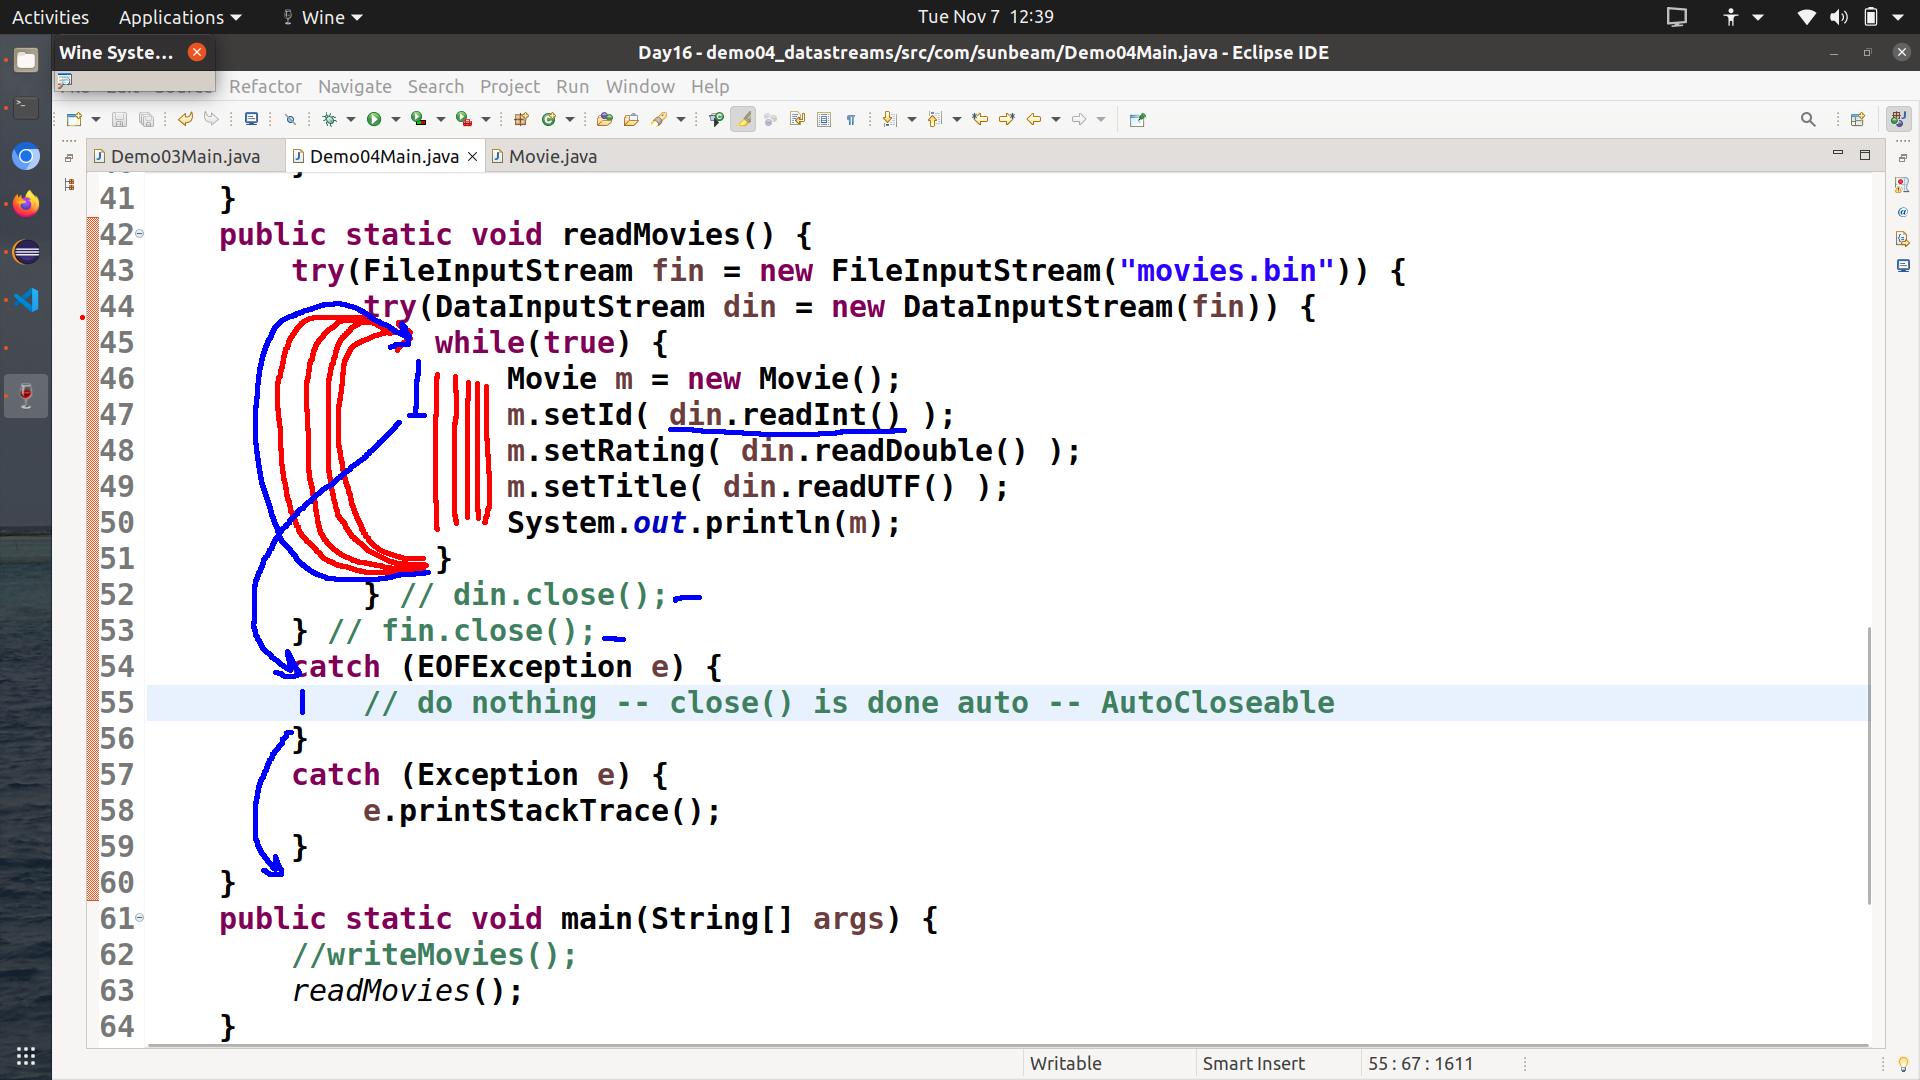 Activities Applications Wine Tue Nov 7 12:39
Wine Syste... Day16 - demo04_datastreams/src/com/sunbeam/Demo04Main.java - Eclipse IDE
Refactor Navigate Search Project Run Window Help
Demo03Main.java Demo04Main.java Movie.java
41 }
42 public static void readMovies() {
43 try(FileInputStream fin = new FileInputStream("movies.bin")) {
44 try(DataInputStream din = new DataInputStream(fin)) {
45 while(true) {
46 Movie m = new Movie();
47 m.setId( din.readInt() );
48 m.setRating( din.readDouble() );
49 m.setTitle( din.readUTF() );
50 System.out.println(m);
51 }
52 } // din.close();
53 } // fin.close();
54 catch (EOFException e) {
55 // do nothing -- close() is done auto -- AutoCloseable
56 }
57 catch (Exception e) {
58 e.printStackTrace();
59 }
60 }
61 public static void main(String[] args) {
62 //writeMovies();
63 readMovies();
64 }
Writable Smart Insert 55 : 67 : 1611